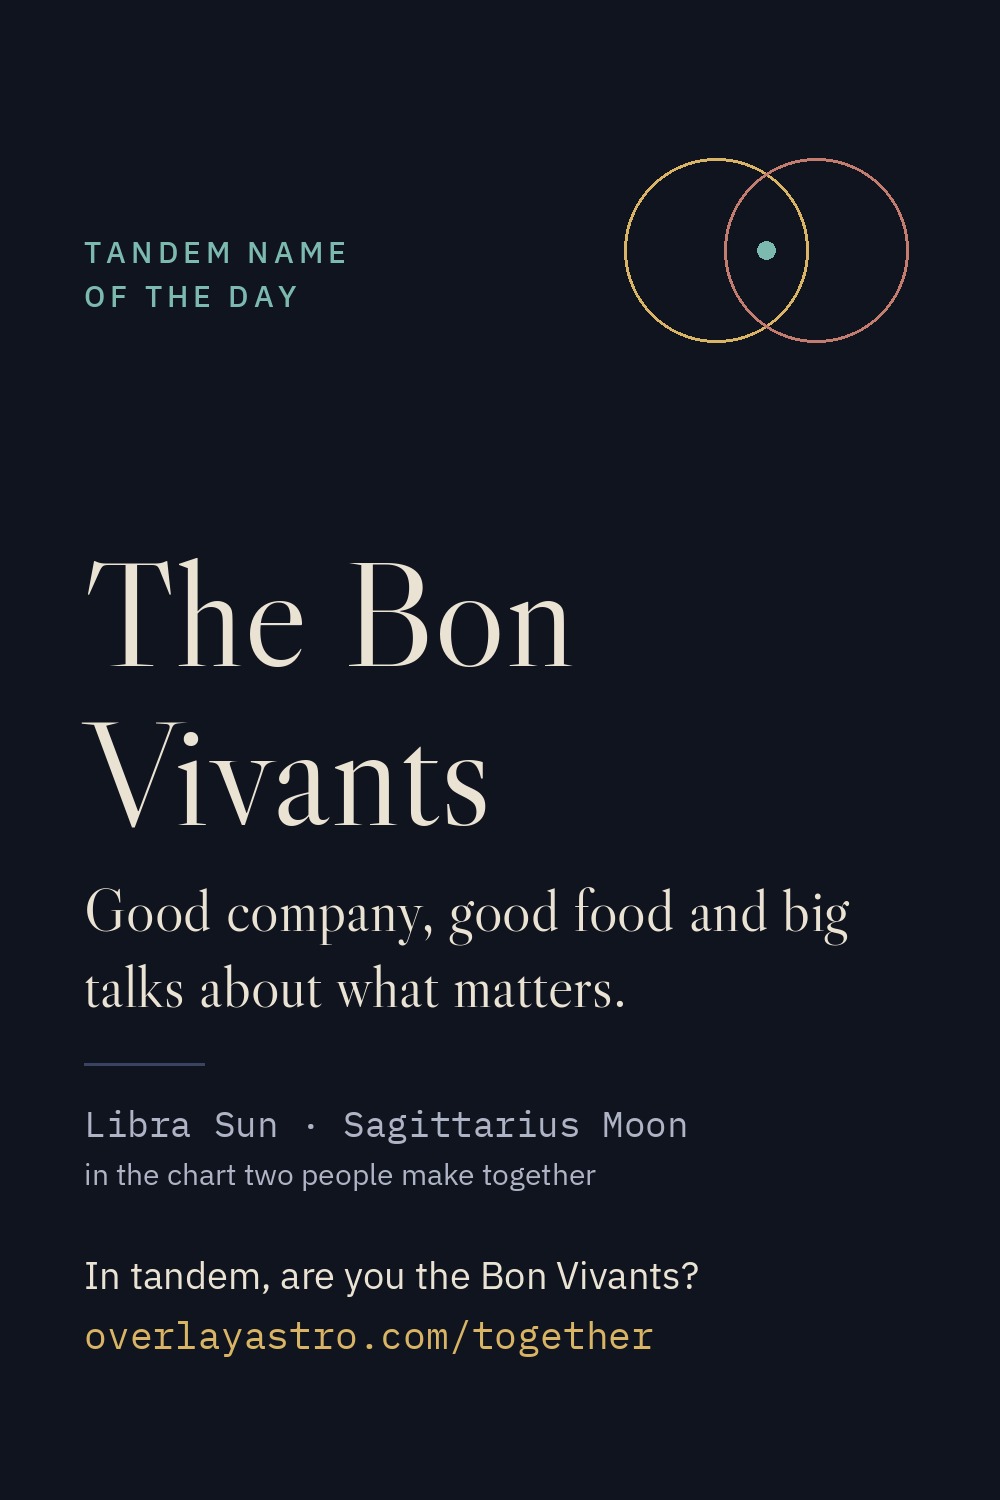 TANDEM NAME
OF THE DAY
The Bon
Vivants
Good company, good food and big
talks about what matters.
Libra Sun · Sagittarius Moon
in the chart two people make together
In tandem, are you the Bon Vivants?
overlayastro.com/together